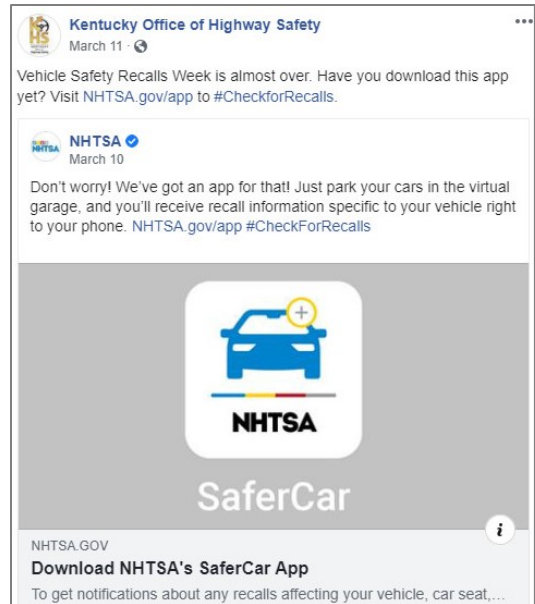 Kentucky Office of Highway Safety
March 11 ·
Vehicle Safety Recalls Week is almost over. Have you download this app
yet? Visit NHTSA.gov/app to #CheckforRecalls.
NHTSA
NHTSA
March 10
Don't worry! We've got an app for that! Just park your cars in the virtual
garage, and you'll receive recall information specific to your vehicle right
to your phone. NHTSA.gov/app #CheckForRecalls
NHTSA
SaferCar
i
NHTSA.GOV
Download NHTSA's SaferCar App
To get notifications about any recalls affecting your vehicle, car seat,...